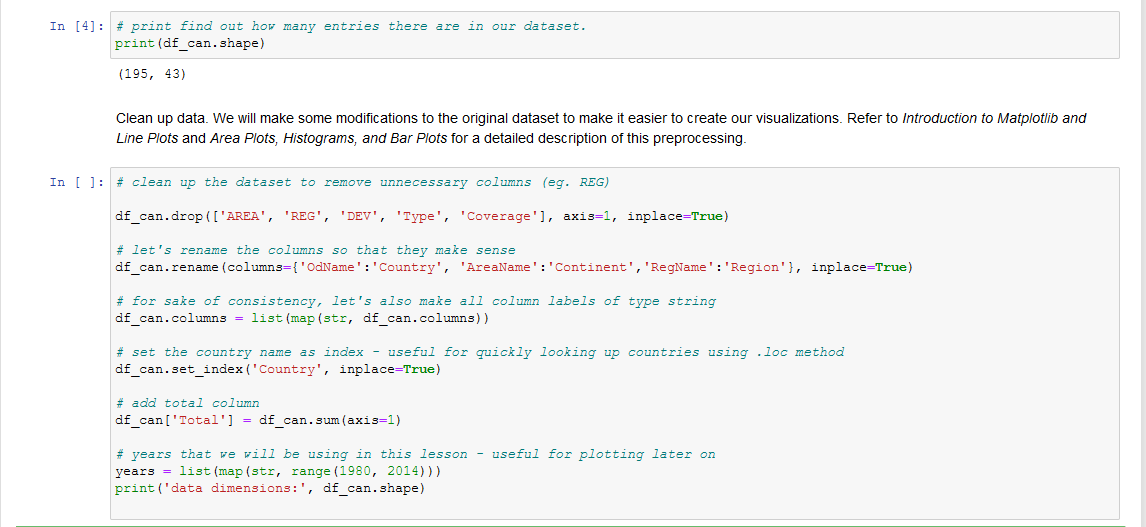 In [4]: # print find out how many entries there are in our dataset.
print(df_can.shape)
(195, 43)
Clean up data. We will make some modifications to the original dataset to make it easier to create our visualizations. Refer to Introduction to Matplotlib and
Line Plots and Area Plots, Histograms, and Bar Plots for a detailed description of this preprocessing.
In [ ]: # clean up the dataset to remove unnecessary columns (eg. REG)
df_can.drop(['AREA', 'REG', 'DEV', 'Type', 'Coverage'], axis=1, inplace=True)
# let's rename the columns so that they make sense
df_can.rename(columns={'OdName':'Country', 'AreaName':'Continent','RegName':'Region'}, inplace=True)
# for sake of consistency, let's also make all column labels of type string
df_can.columns = list(map(str, df_can.columns))
# set the country name as index - useful for quickly looking up countries using .loc method
df_can.set_index('Country', inplace=True)
# add total column
df_can['Total'] = df_can.sum(axis=1)
# years that we will be using in this lesson - useful for plotting later on
years = list(map(str, range(1980, 2014)))
print('data dimensions:', df_can.shape)